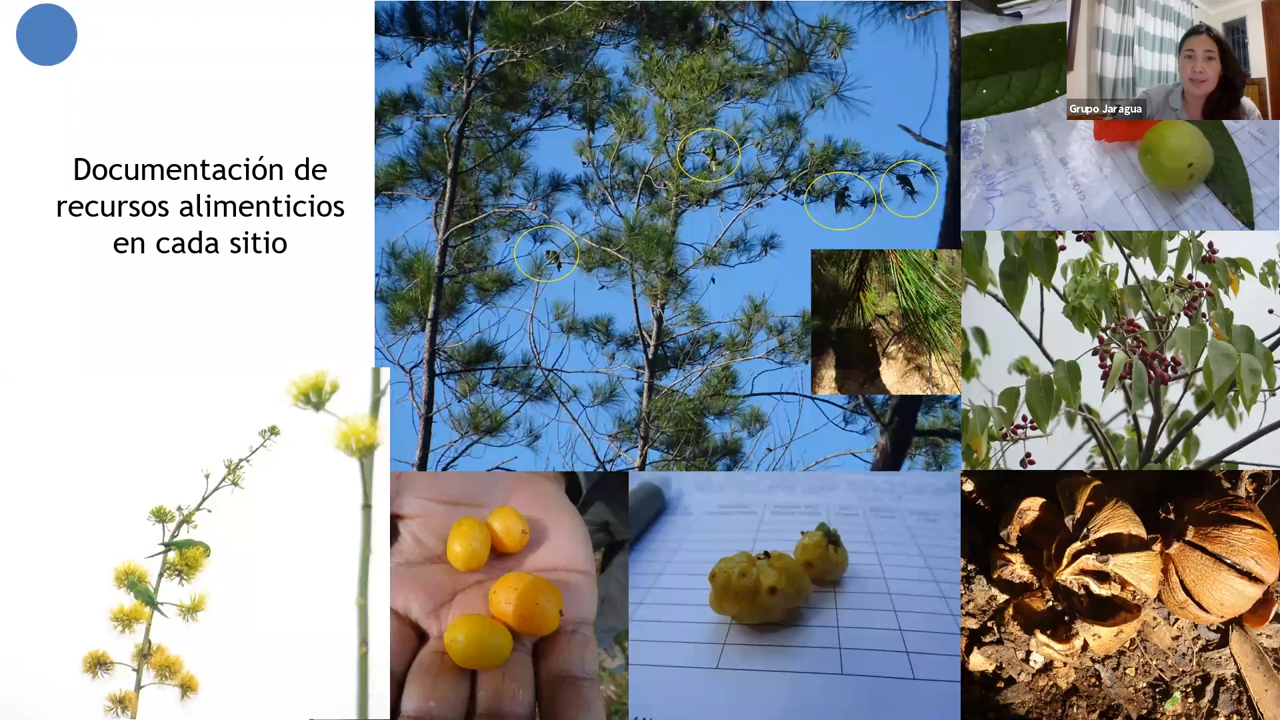 Documentación de
recursos alimenticios
en cada sitio
Grupo Jaragua